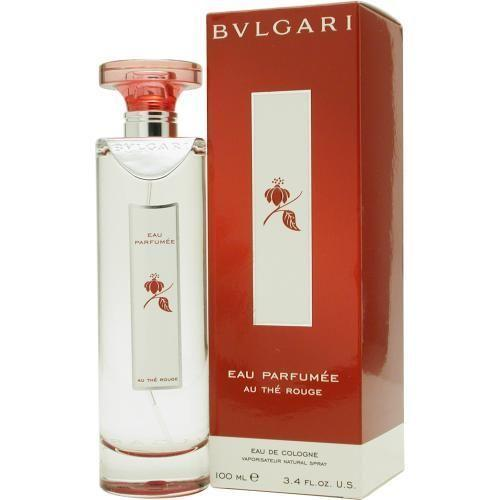 BVLGARI
EAU PARFUMÉE
AU THÉ ROUGE
EAU DE COLOGNE
VAPORISATEUR NATURAL SPRAY
100 ML ℮ 3.4 FL.OZ. U.S.
EAU
PARFUMÉE
AU THÉ ROUGE